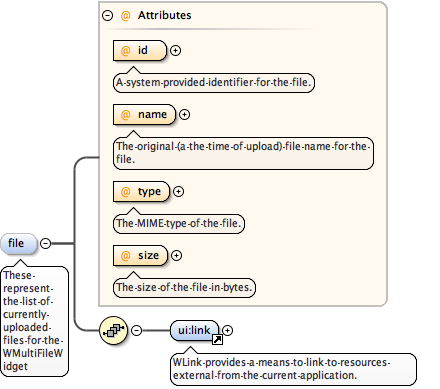 @ Attributes
@ id
A-system-provided-identifier-for-the-file.
@ name
The-original-(a-the-time-of-upload)-file-name-for-the-
file.
@ type
The-MIME-type-of-the-file.
@ size
The-size-of-the-file-in-bytes.
file
These-
represent-
the-list-of-
currently-
uploaded-
files-for-the-
WMultiFileW
idget
ui:link
WLink-provides-a-means-to-link-to-resources-
external-from-the-current-application.